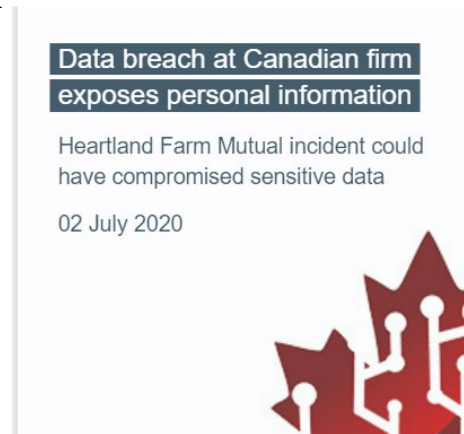 Data breach at Canadian firm
exposes personal information
Heartland Farm Mutual incident could
have compromised sensitive data
02 July 2020